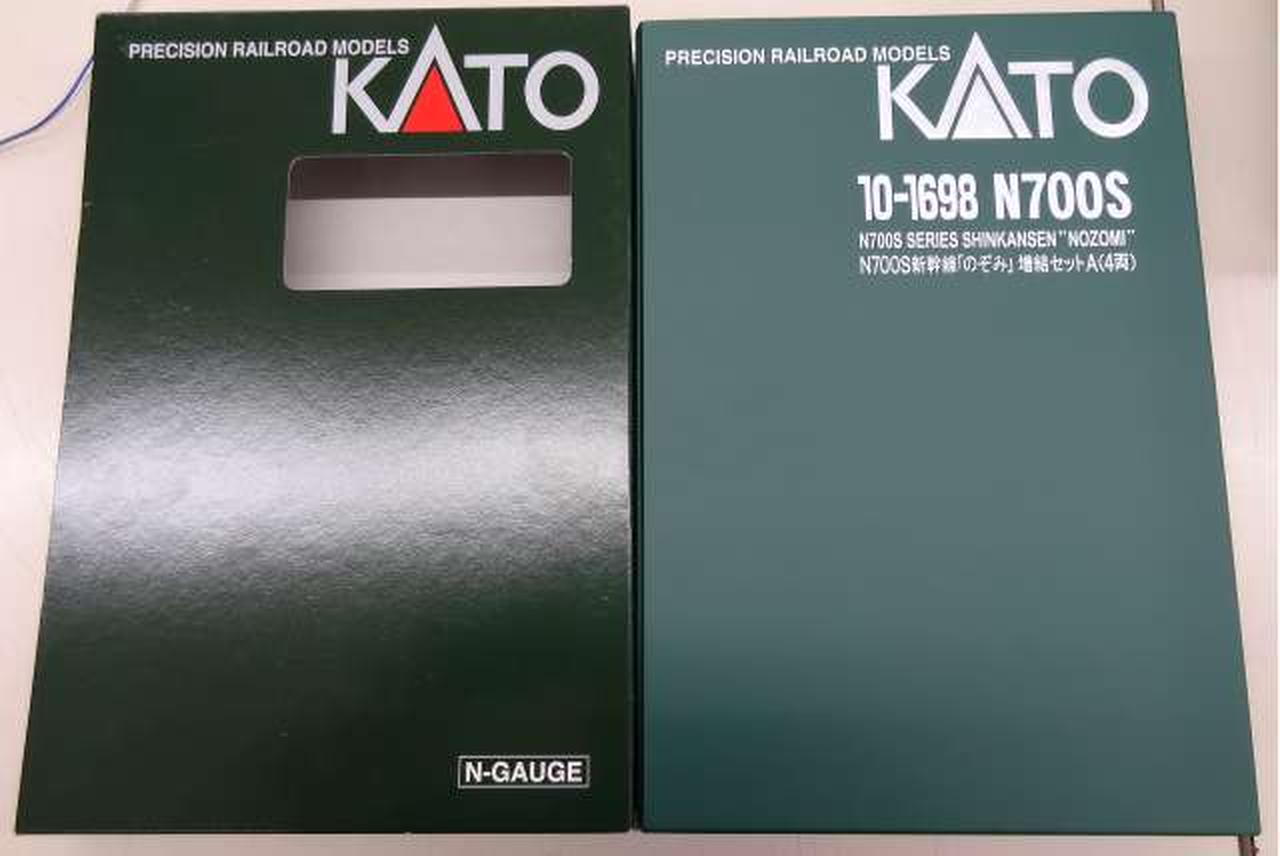 PRECISION RAILROAD MODELS
KATO
N-GAUGE
PRECISION RAILROAD MODELS
KATO
10-1698 N700S
N700S SERIES SHINKANSEN "NOZOMI"
N700S新幹線「のぞみ」増結セットA(4両)